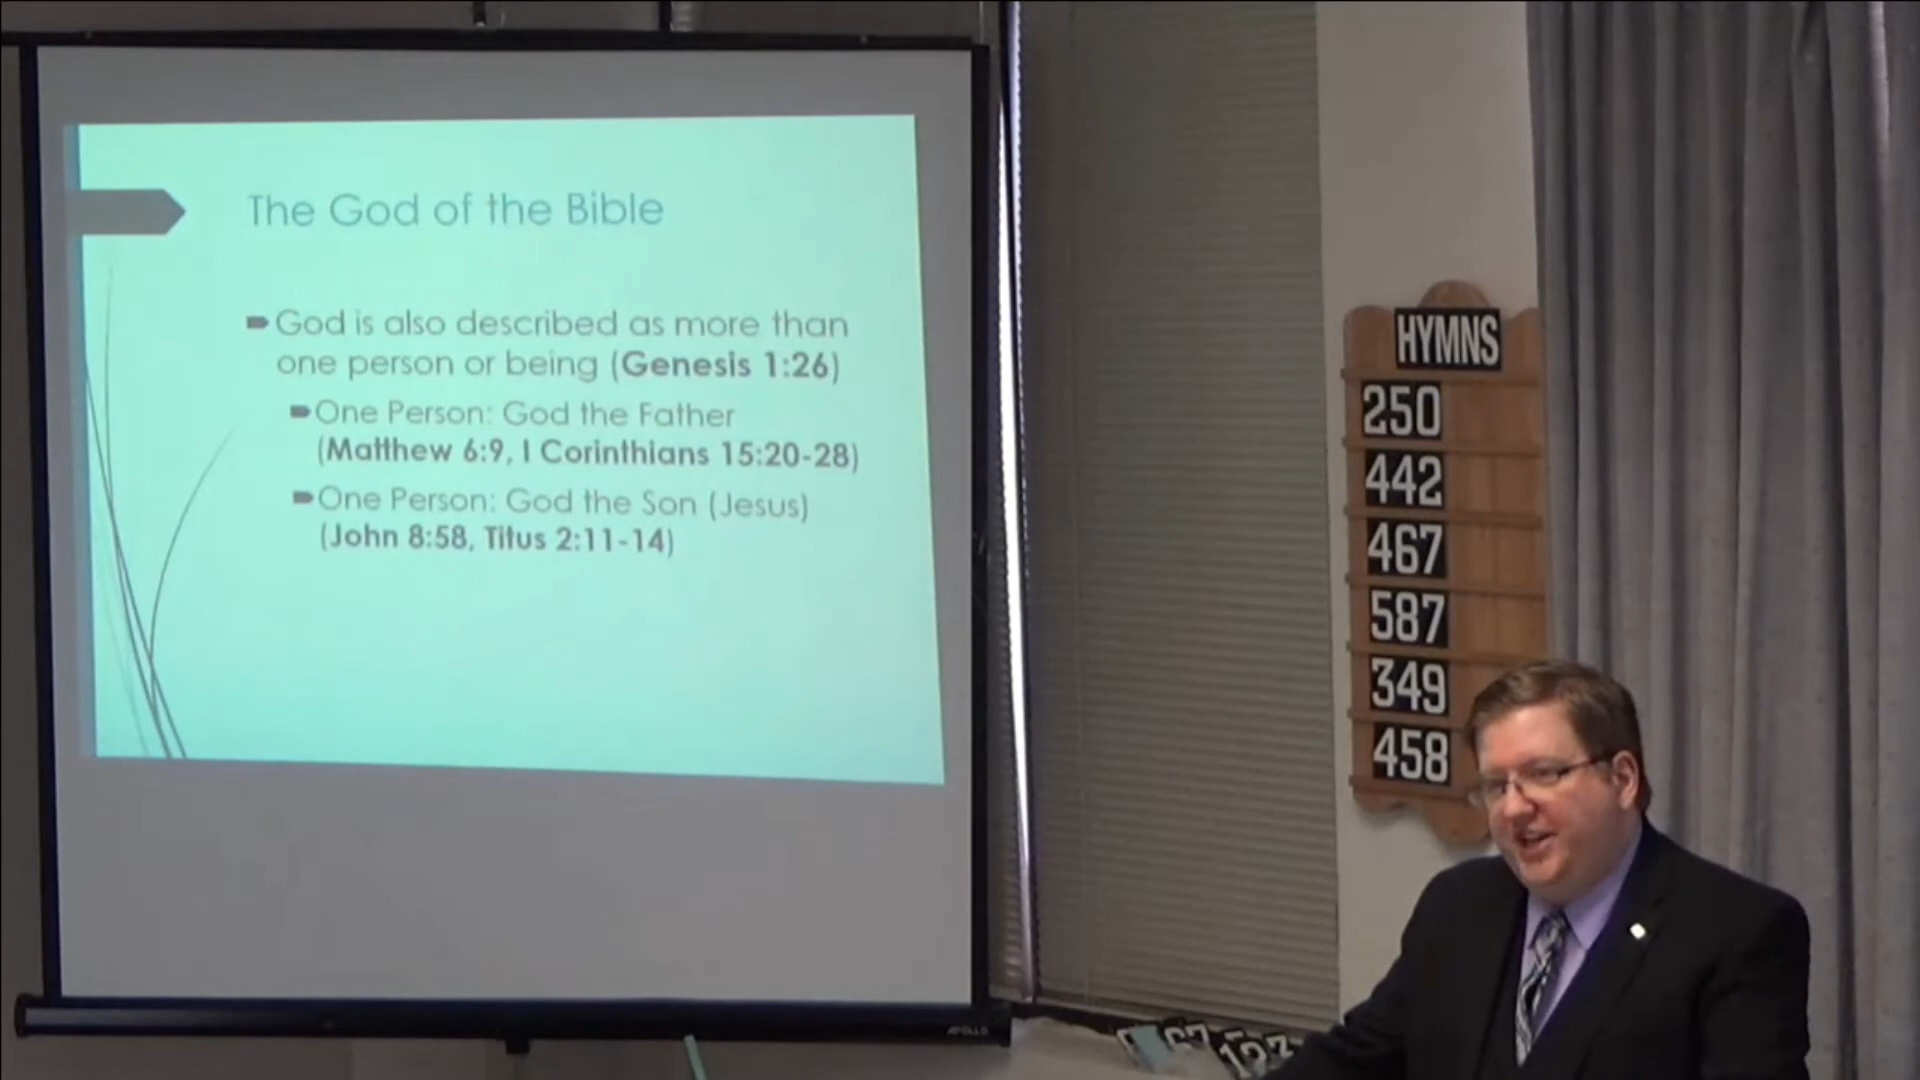 The God of the Bible
God is also described as more than
one person or being (Genesis 1:26)
One Person: God the Father
(Matthew 6:9, I Corinthians 15:20-28)
One Person: God the Son (Jesus)
(John 8:58, Titus 2:11-14)
APOLLO
HYMNS
250
442
467
587
349
458